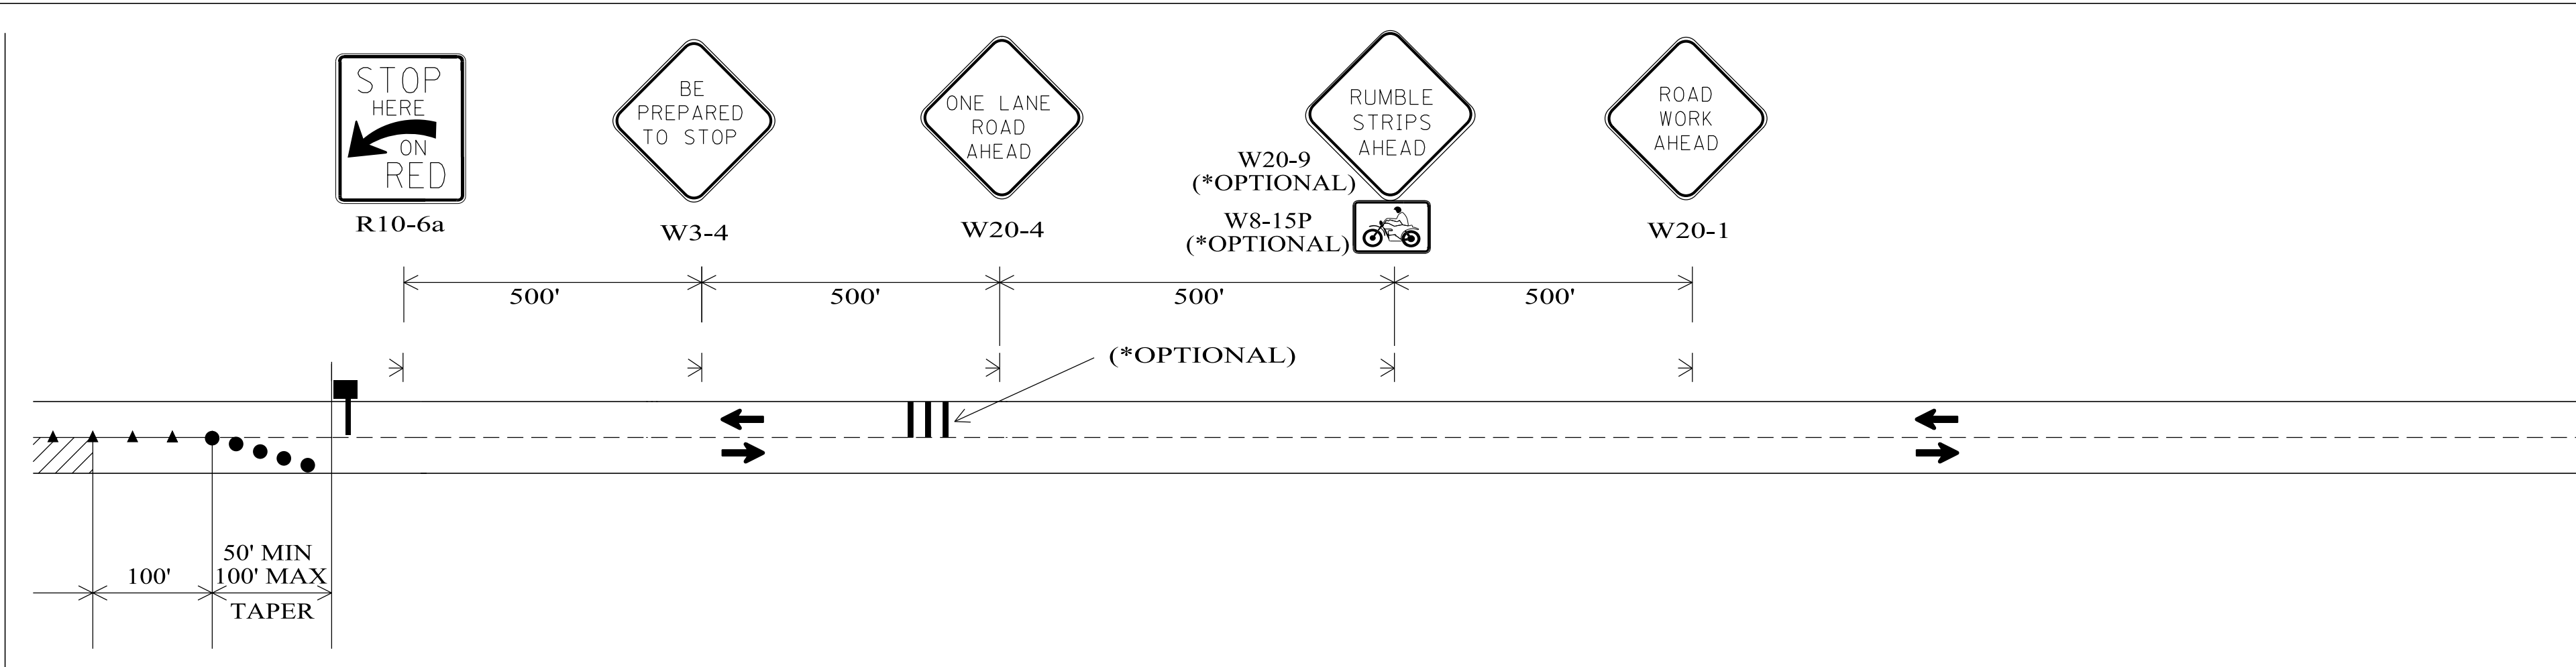 STOP
HERE
ON
RED
R10-6a
BE
PREPARED
TO STOP
W3-4
ONE LANE
ROAD
AHEAD
W20-4
RUMBLE
STRIPS
AHEAD
W20-9
(*OPTIONAL)
W8-15P
(*OPTIONAL)
ROAD
WORK
AHEAD
W20-1
500'
500'
500'
500'
(*OPTIONAL)
100'
50' MIN
100' MAX
TAPER